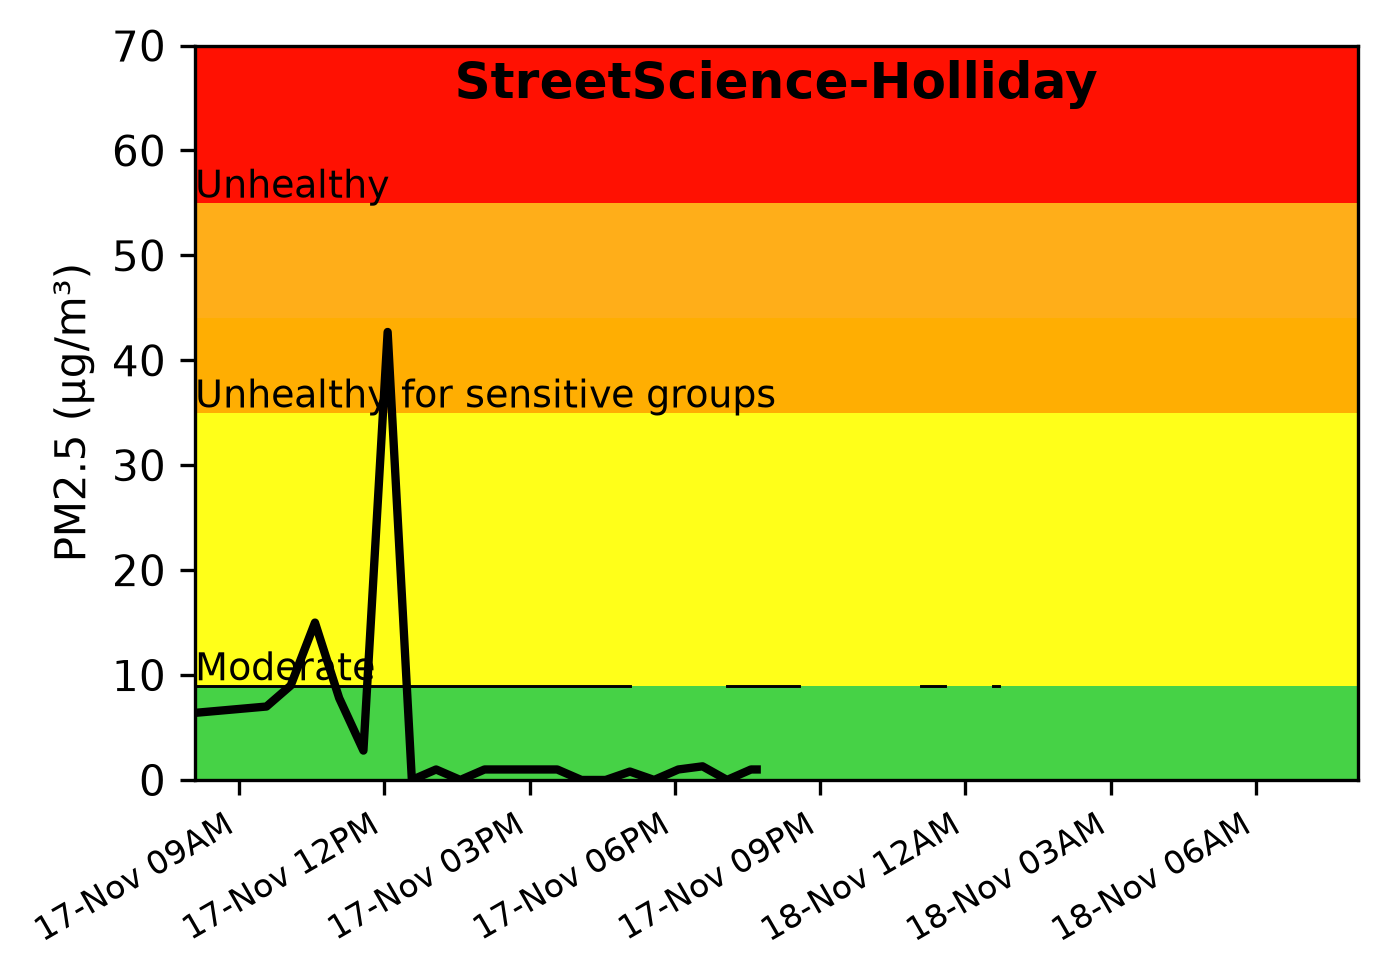 StreetScience-Holliday
70
60
Unhealthy
50
40
Unhealthy for sensitive groups
30
20
Moderate
10
0
PM2.5 (µg/m³)
17-Nov 09AM
17-Nov 12PM
17-Nov 03PM
17-Nov 06PM
17-Nov 09PM
18-Nov 12AM
18-Nov 03AM
18-Nov 06AM